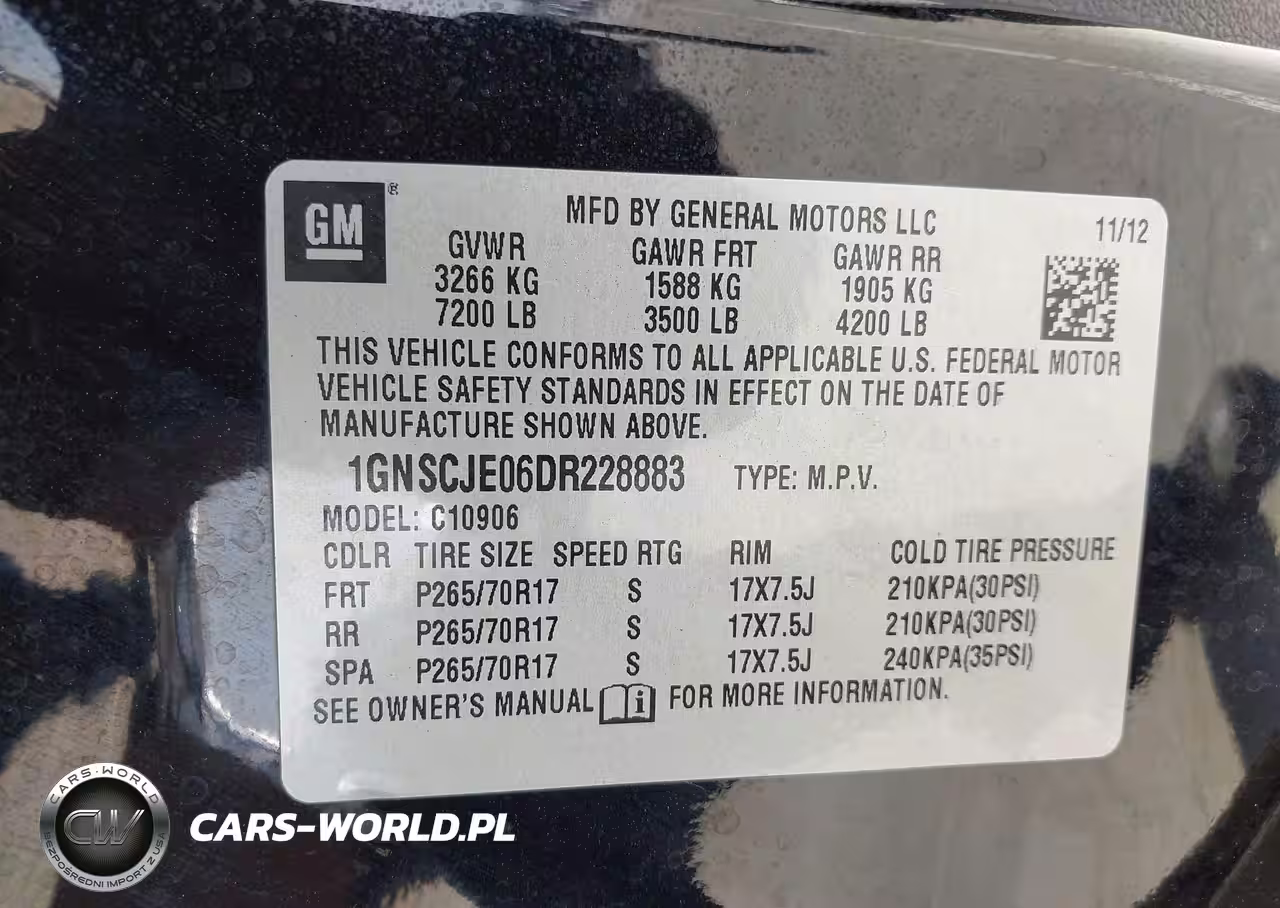 GM ®
MFD BY GENERAL MOTORS LLC 11/12
GVWR GAWR FRT GAWR RR
3266 KG 1588 KG 1905 KG
7200 LB 3500 LB 4200 LB
THIS VEHICLE CONFORMS TO ALL APPLICABLE U.S. FEDERAL MOTOR
VEHICLE SAFETY STANDARDS IN EFFECT ON THE DATE OF
MANUFACTURE SHOWN ABOVE.
1GNSCJE06DR228883 TYPE: M.P.V.
MODEL: C10906
CDLR TIRE SIZE SPEED RTG RIM COLD TIRE PRESSURE
FRT P265/70R17 S 17X7.5J 210KPA(30PSI)
RR P265/70R17 S 17X7.5J 210KPA(30PSI)
SPA P265/70R17 S 17X7.5J 240KPA(35PSI)
SEE OWNER'S MANUAL FOR MORE INFORMATION.
CARS-WORLD
CW
BEZPOŚREDNI IMPORT Z USA
CARS-WORLD.PL